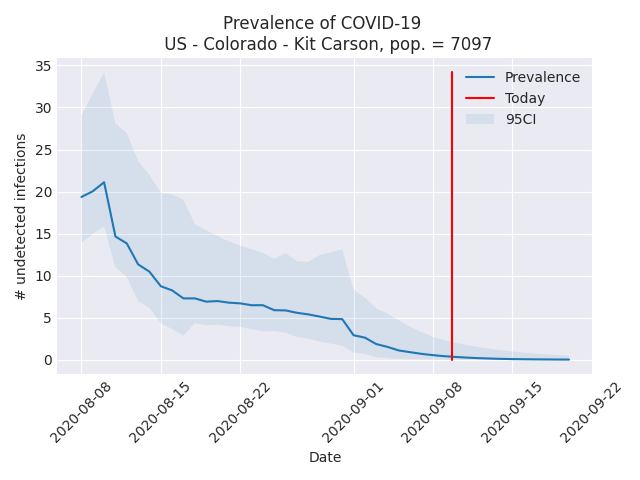 Prevalence of COVID-19
US - Colorado - Kit Carson, pop. = 7097
# undetected infections
35
30
25
20
15
10
5
0
Prevalence
Today
95CI
2020-08-08
2020-08-15
2020-08-22
2020-09-01
2020-09-08
2020-09-15
2020-09-22
Date